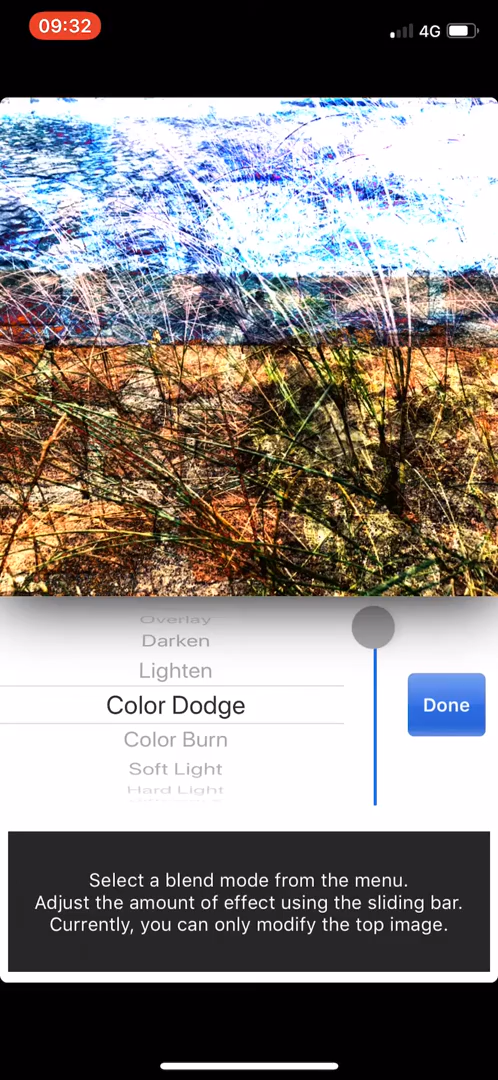 09:32
4G
Overlay
Darken
Lighten
Color Dodge
Color Burn
Soft Light
Hard Light
Done
Select a blend mode from the menu.
Adjust the amount of effect using the sliding bar.
Currently, you can only modify the top image.